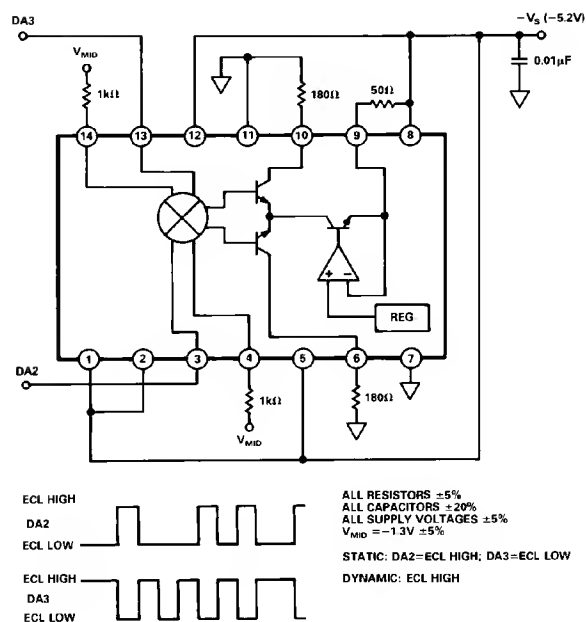 DA3
–VS (–5.2V)
VMID
0.01µF
1kΩ
180Ω
50Ω
14
13
12
11
10
9
8
+
–
REG
1
2
3
4
5
6
7
DA2
1kΩ
180Ω
VMID
ECL HIGH
DA2
ECL LOW
ECL HIGH
DA3
ECL LOW
ALL RESISTORS ±5%
ALL CAPACITORS ±20%
ALL SUPPLY VOLTAGES ±5%
VMID=–1.3V ±5%
STATIC: DA2=ECL HIGH; DA3=ECL LOW
DYNAMIC: ECL HIGH